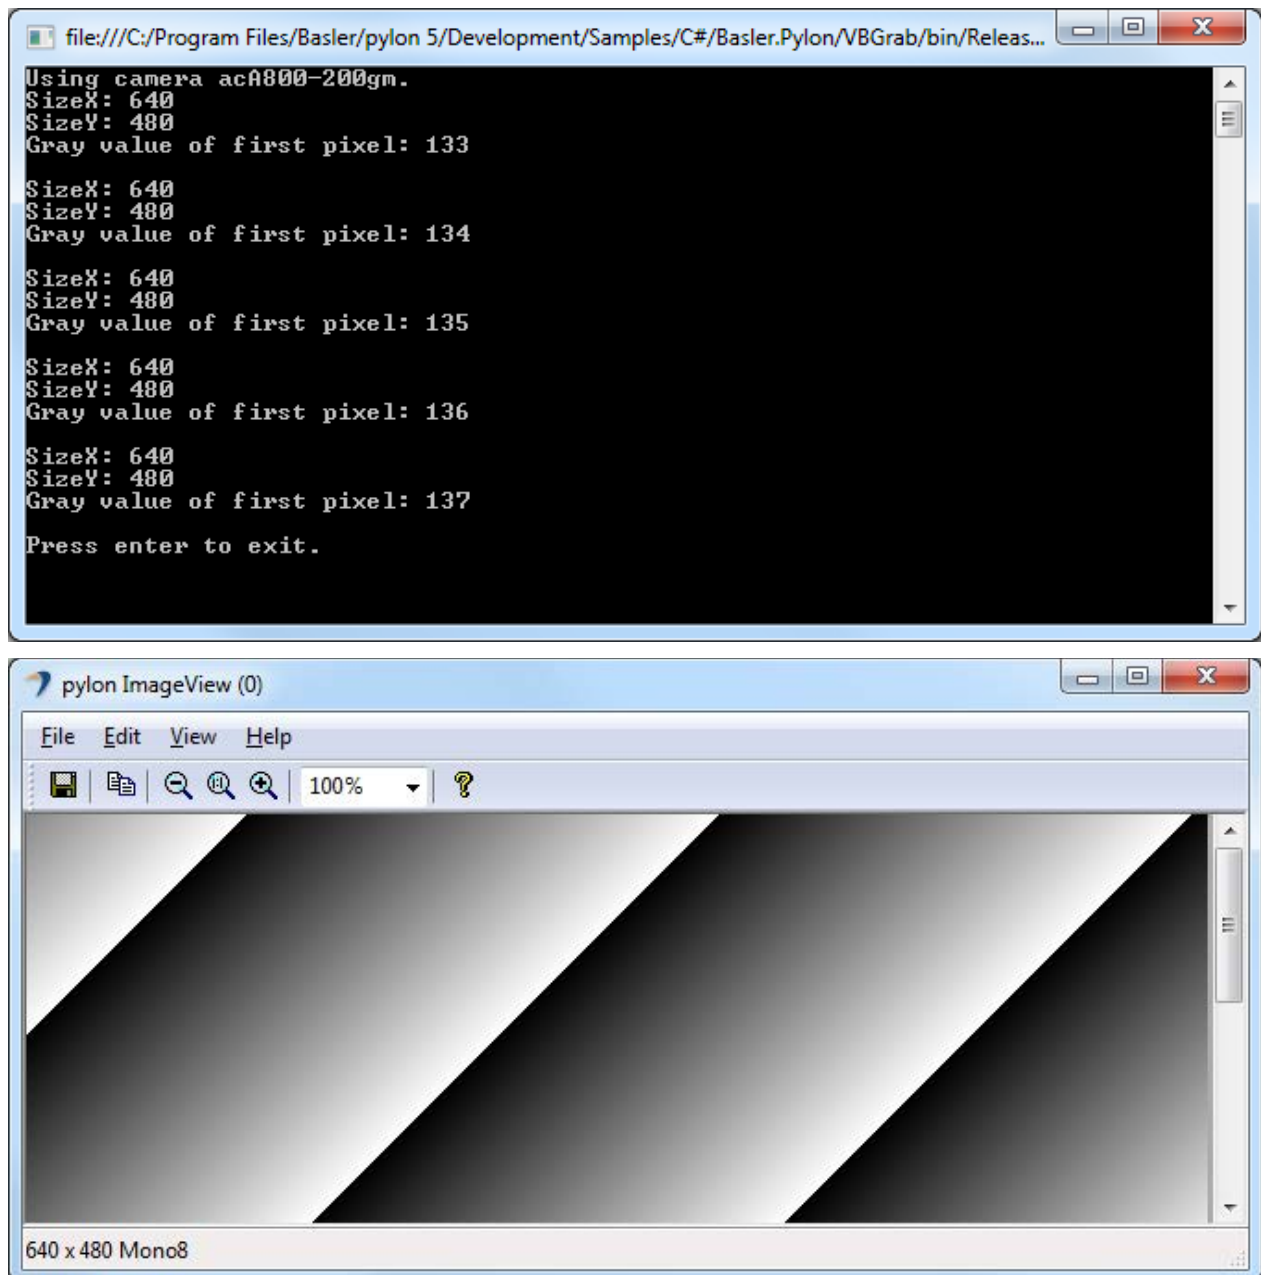 file:///C:/Program Files/Basler/pylon 5/Development/Samples/C#/Basler.Pylon/VBGrab/bin/Releas...
Using camera acA800-200gm.
SizeX: 640
SizeY: 480
Gray value of first pixel: 133
SizeX: 640
SizeY: 480
Gray value of first pixel: 134
SizeX: 640
SizeY: 480
Gray value of first pixel: 135
SizeX: 640
SizeY: 480
Gray value of first pixel: 136
SizeX: 640
SizeY: 480
Gray value of first pixel: 137
Press enter to exit.
pylon ImageView (0)
File Edit View Help
100%
640 x 480 Mono8